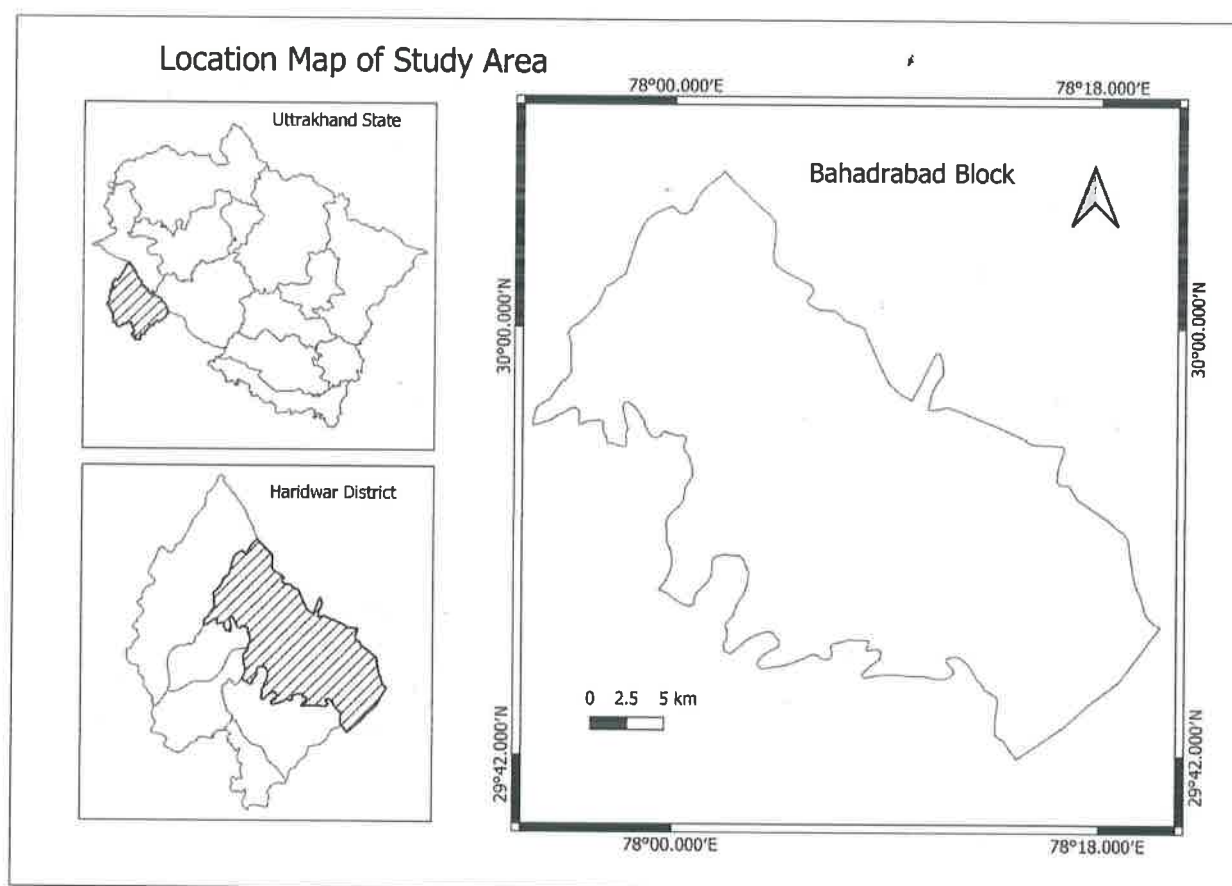 Location Map of Study Area
Uttrakhand State
Haridwar District
78°00.000'E
78°18.000'E
Bahadrabad Block
30°00.000'N
30°00.000'N
0 2.5 5 km
29°42.000'N
29°42.000'N
78°00.000'E
78°18.000'E